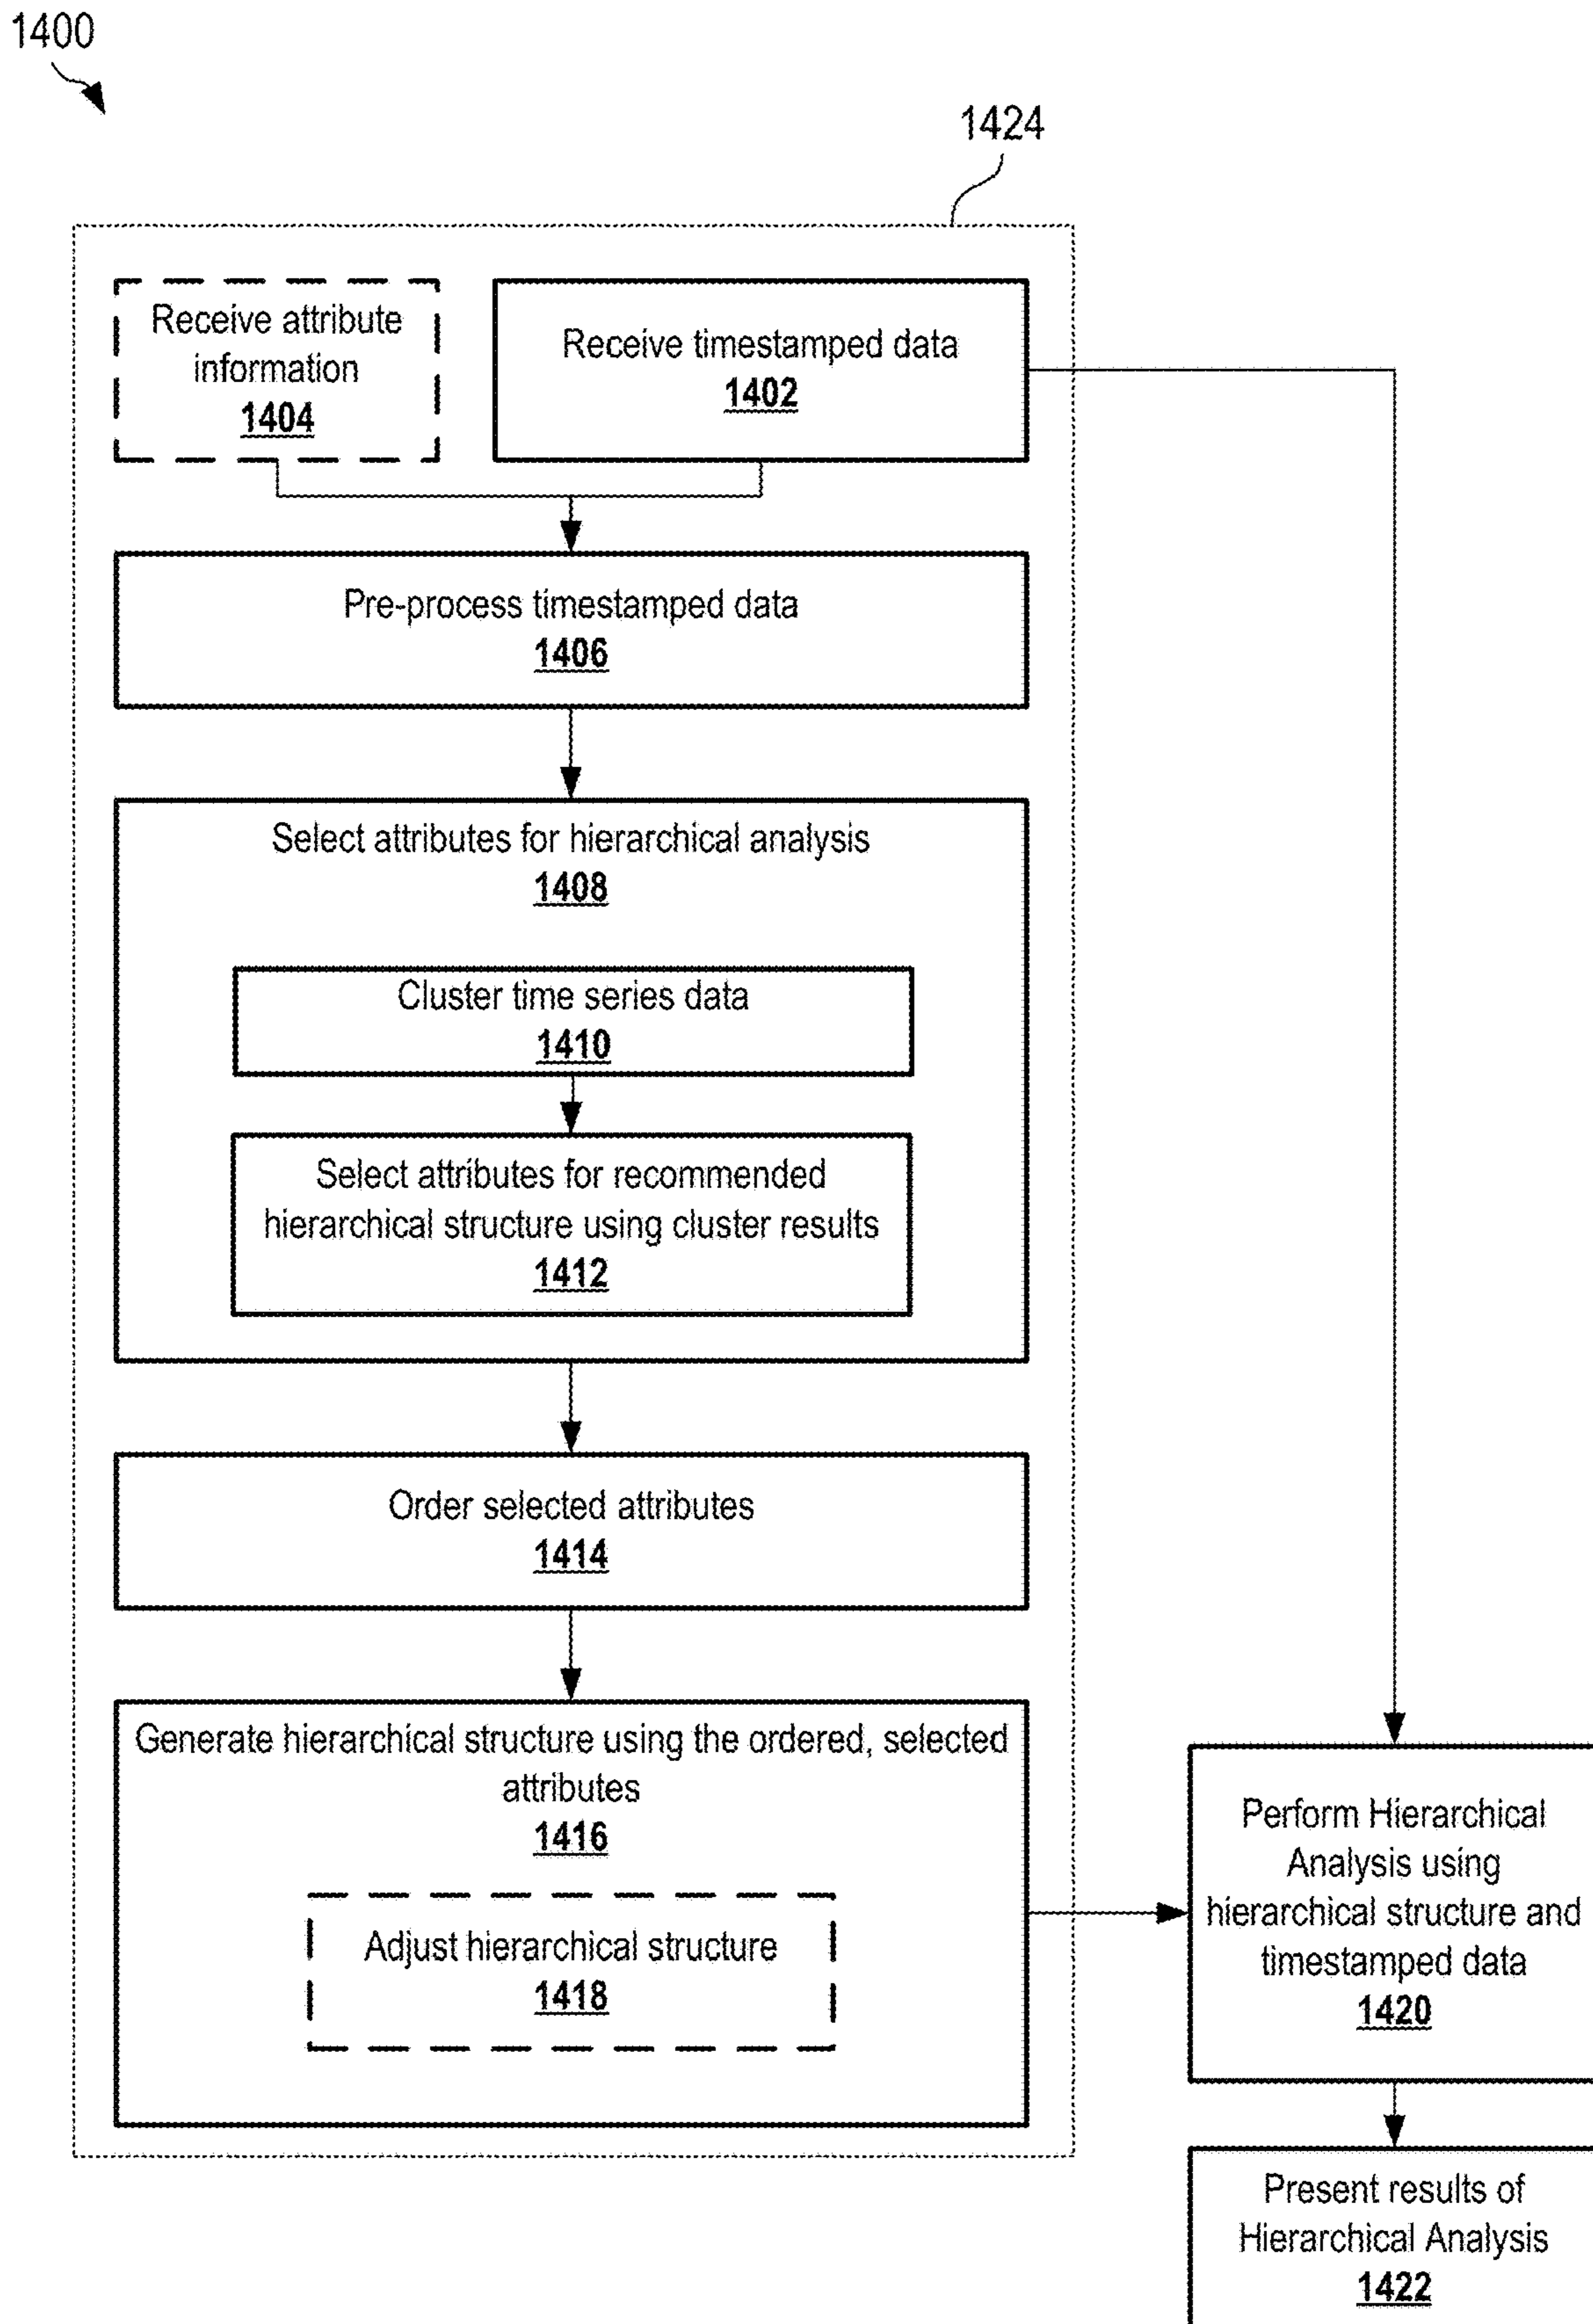 1400
1424
Receive attribute
information
1404
Receive timestamped data
1402
Pre-process timestamped data
1406
Select attributes for hierarchical analysis
1408
Cluster time series data
1410
Select attributes for recommended
hierarchical structure using cluster results
1412
Order selected attributes
1414
Generate hierarchical structure using the ordered, selected
attributes
1416
Adjust hierarchical structure
1418
Perform Hierarchical
Analysis using
hierarchical structure and
timestamped data
1420
Present results of
Hierarchical Analysis
1422